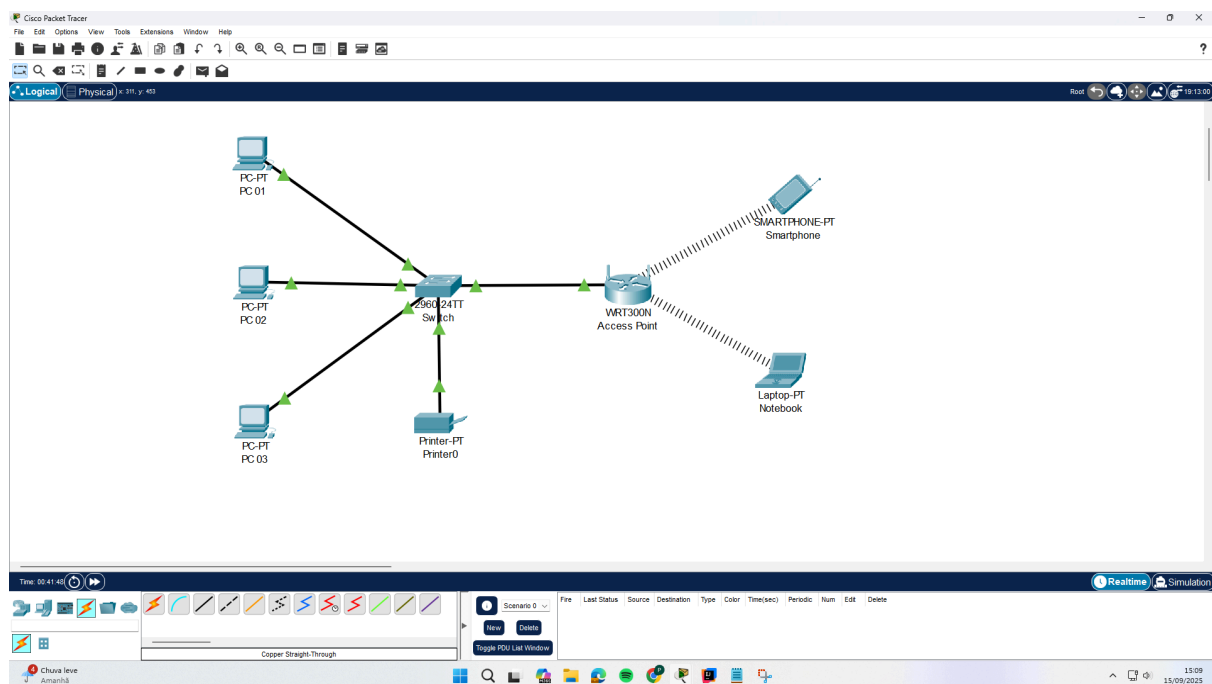 Cisco Packet Tracer
File Edit Options View Tools Extensions Window Help
?
Logical Physical x: 311, y: 453
Root 19:13:00
PC-PT
PC 01
SMARTPHONE-PT
Smartphone
PC-PT
PC 02
2960-24TT
Switch
WRT300N
Access Point
Laptop-PT
Notebook
PC-PT
PC 03
Printer-PT
Printer0
Time: 00:41:48
Realtime Simulation
Scenario 0
Fire Last Status Source Destination Type Color Time(sec) Periodic Num Edit Delete
New Delete
Toggle PDU List Window
Copper Straight-Through
4 Chuva leve
Amanhã
15:09
15/09/2025